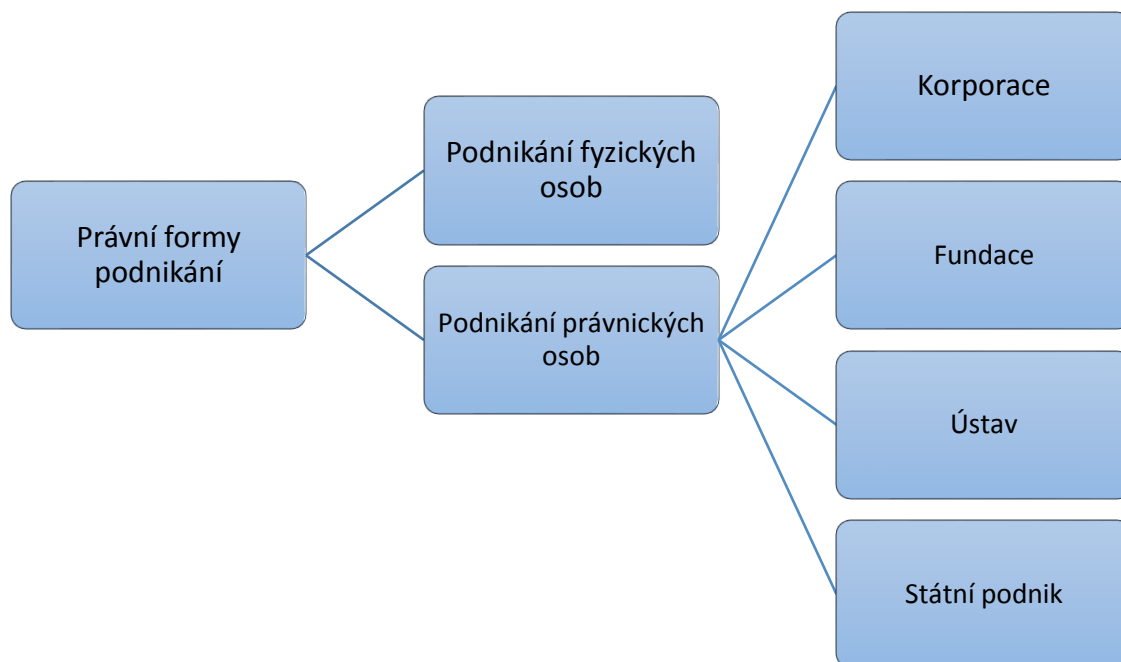 Právní formy
podnikání
Podnikání fyzických
osob
Podnikání právnických
osob
Korporace
Fundace
Ústav
Státní podnik